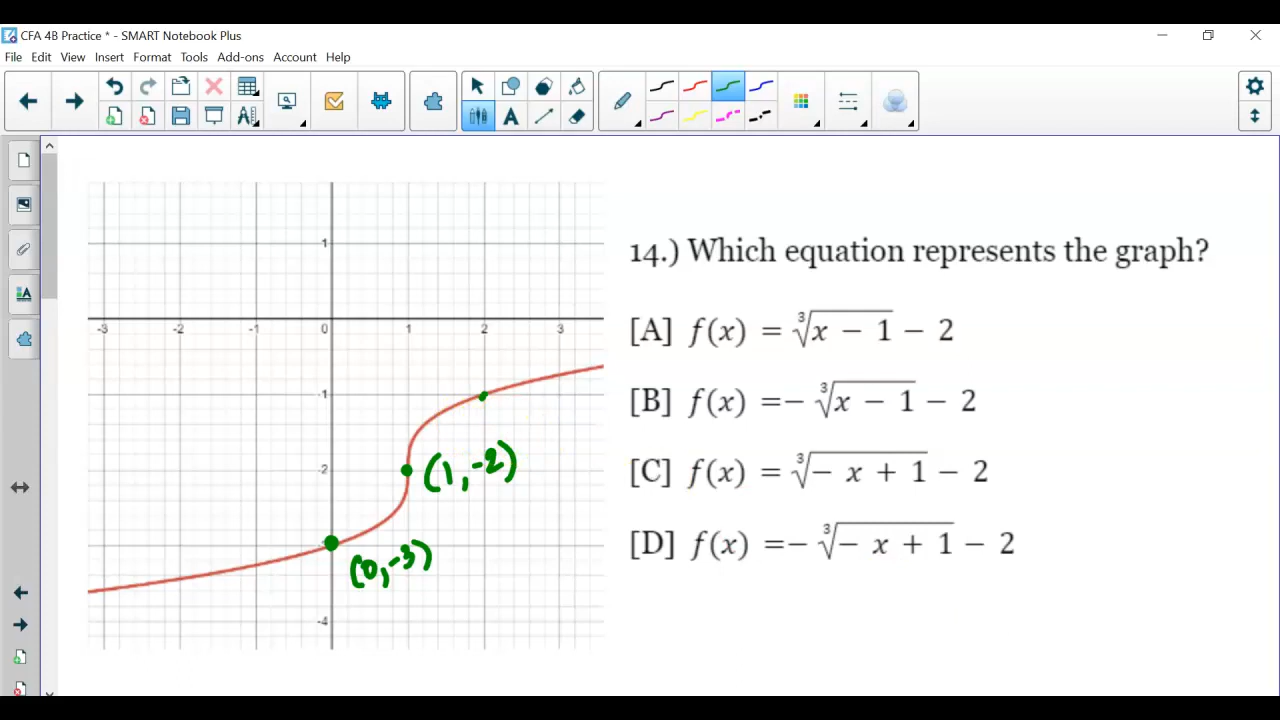 CFA 4B Practice * - SMART Notebook Plus
File Edit View Insert Format Tools Add-ons Account Help
A
A
1
-3 -2 -1 0 1 2 3
-1
-2
(1, -2)
(0, -3)
-4
14.) Which equation represents the graph?
[A] f(x) = ∛(x − 1) − 2
[B] f(x) =− ∛(x − 1) − 2
[C] f(x) = ∛(− x + 1) − 2
[D] f(x) =− ∛(− x + 1) − 2